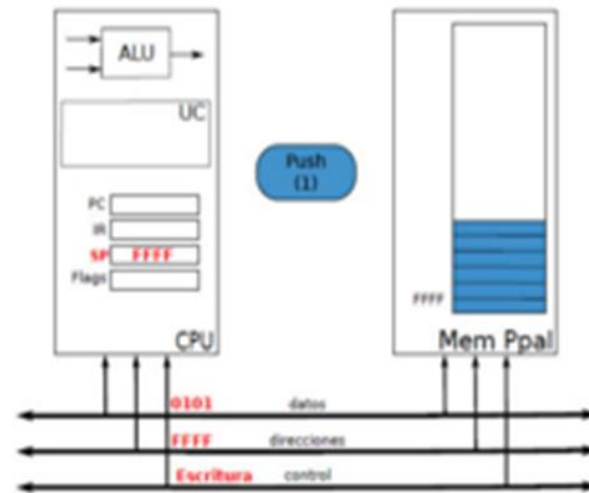 ALU
UC
PC
IR
SP FFFF
Flags
CPU
Push
(1)
FFFF
Mem Ppal
0101 datos
FFFF direcciones
Escritura control